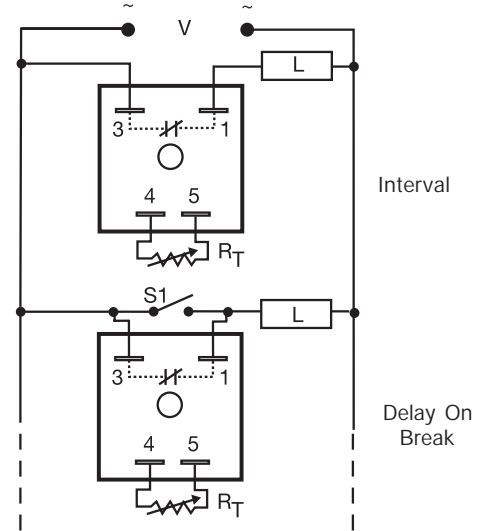 ~ V ~
L
3 1
4 5
RT
Interval
S1
L
3 1
4 5
RT
Delay On
Break